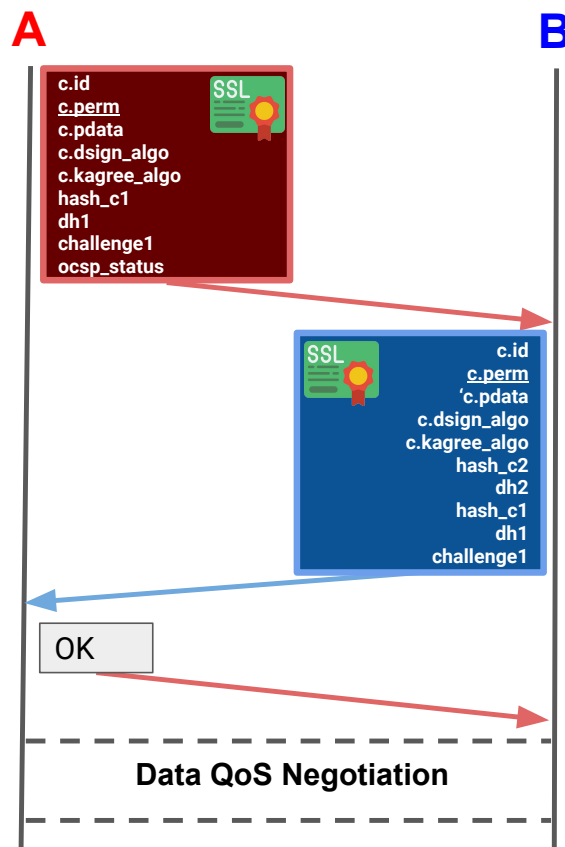 A
B
c.id
SSL
c.perm
c.pdata
c.dsign_algo
c.kagree_algo
hash_c1
dh1
challenge1
ocsp_status
SSL
c.id
c.perm
‘c.pdata
c.dsign_algo
c.kagree_algo
hash_c2
dh2
hash_c1
dh1
challenge1
OK
Data QoS Negotiation